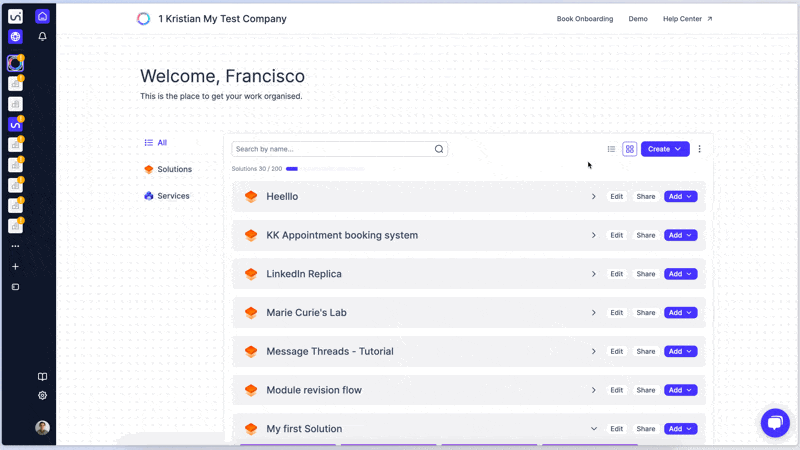 1 Kristian My Test Company
Book Onboarding
Demo
Help Center
Welcome, Francisco
This is the place to get your work organised.
All
Solutions
Services
Search by name...
Create
Solutions 30 / 200
Heelllo
Edit
Share
Add
KK Appointment booking system
Edit
Share
Add
LinkedIn Replica
Edit
Share
Add
Marie Curie's Lab
Edit
Share
Add
Message Threads - Tutorial
Edit
Share
Add
Module revision flow
Edit
Share
Add
My first Solution
Edit
Share
Add